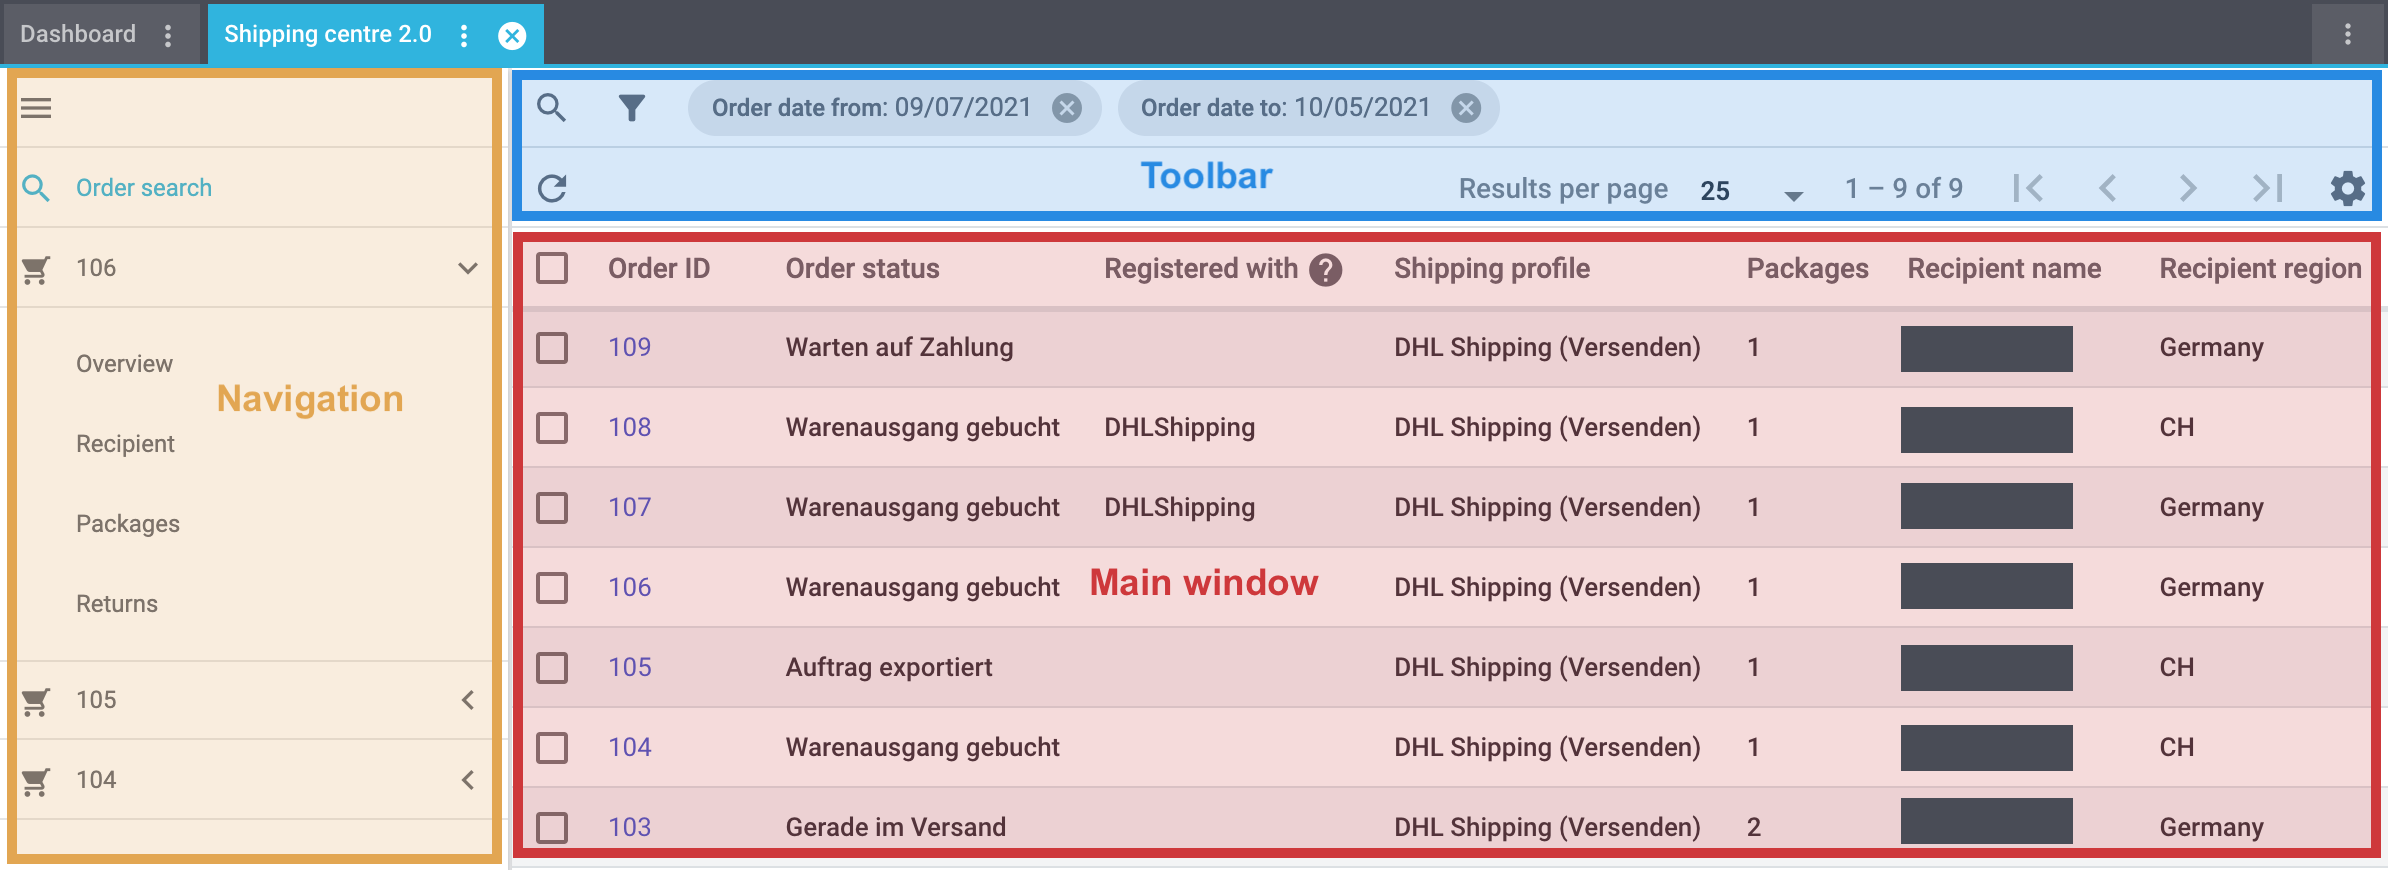 Dashboard
Shipping centre 2.0
Order search
106
Overview
Navigation
Recipient
Packages
Returns
105
104
Order date from: 09/07/2021
Order date to: 10/05/2021
Toolbar
Results per page 25 1 – 9 of 9
Order ID Order status Registered with ? Shipping profile Packages Recipient name Recipient region
109 Warten auf Zahlung DHL Shipping (Versenden) 1 Germany
108 Warenausgang gebucht DHLShipping DHL Shipping (Versenden) 1 CH
107 Warenausgang gebucht DHLShipping DHL Shipping (Versenden) 1 Germany
106 Warenausgang gebucht Main window DHL Shipping (Versenden) 1 Germany
105 Auftrag exportiert DHL Shipping (Versenden) 1 CH
104 Warenausgang gebucht DHL Shipping (Versenden) 1 CH
103 Gerade im Versand DHL Shipping (Versenden) 2 Germany